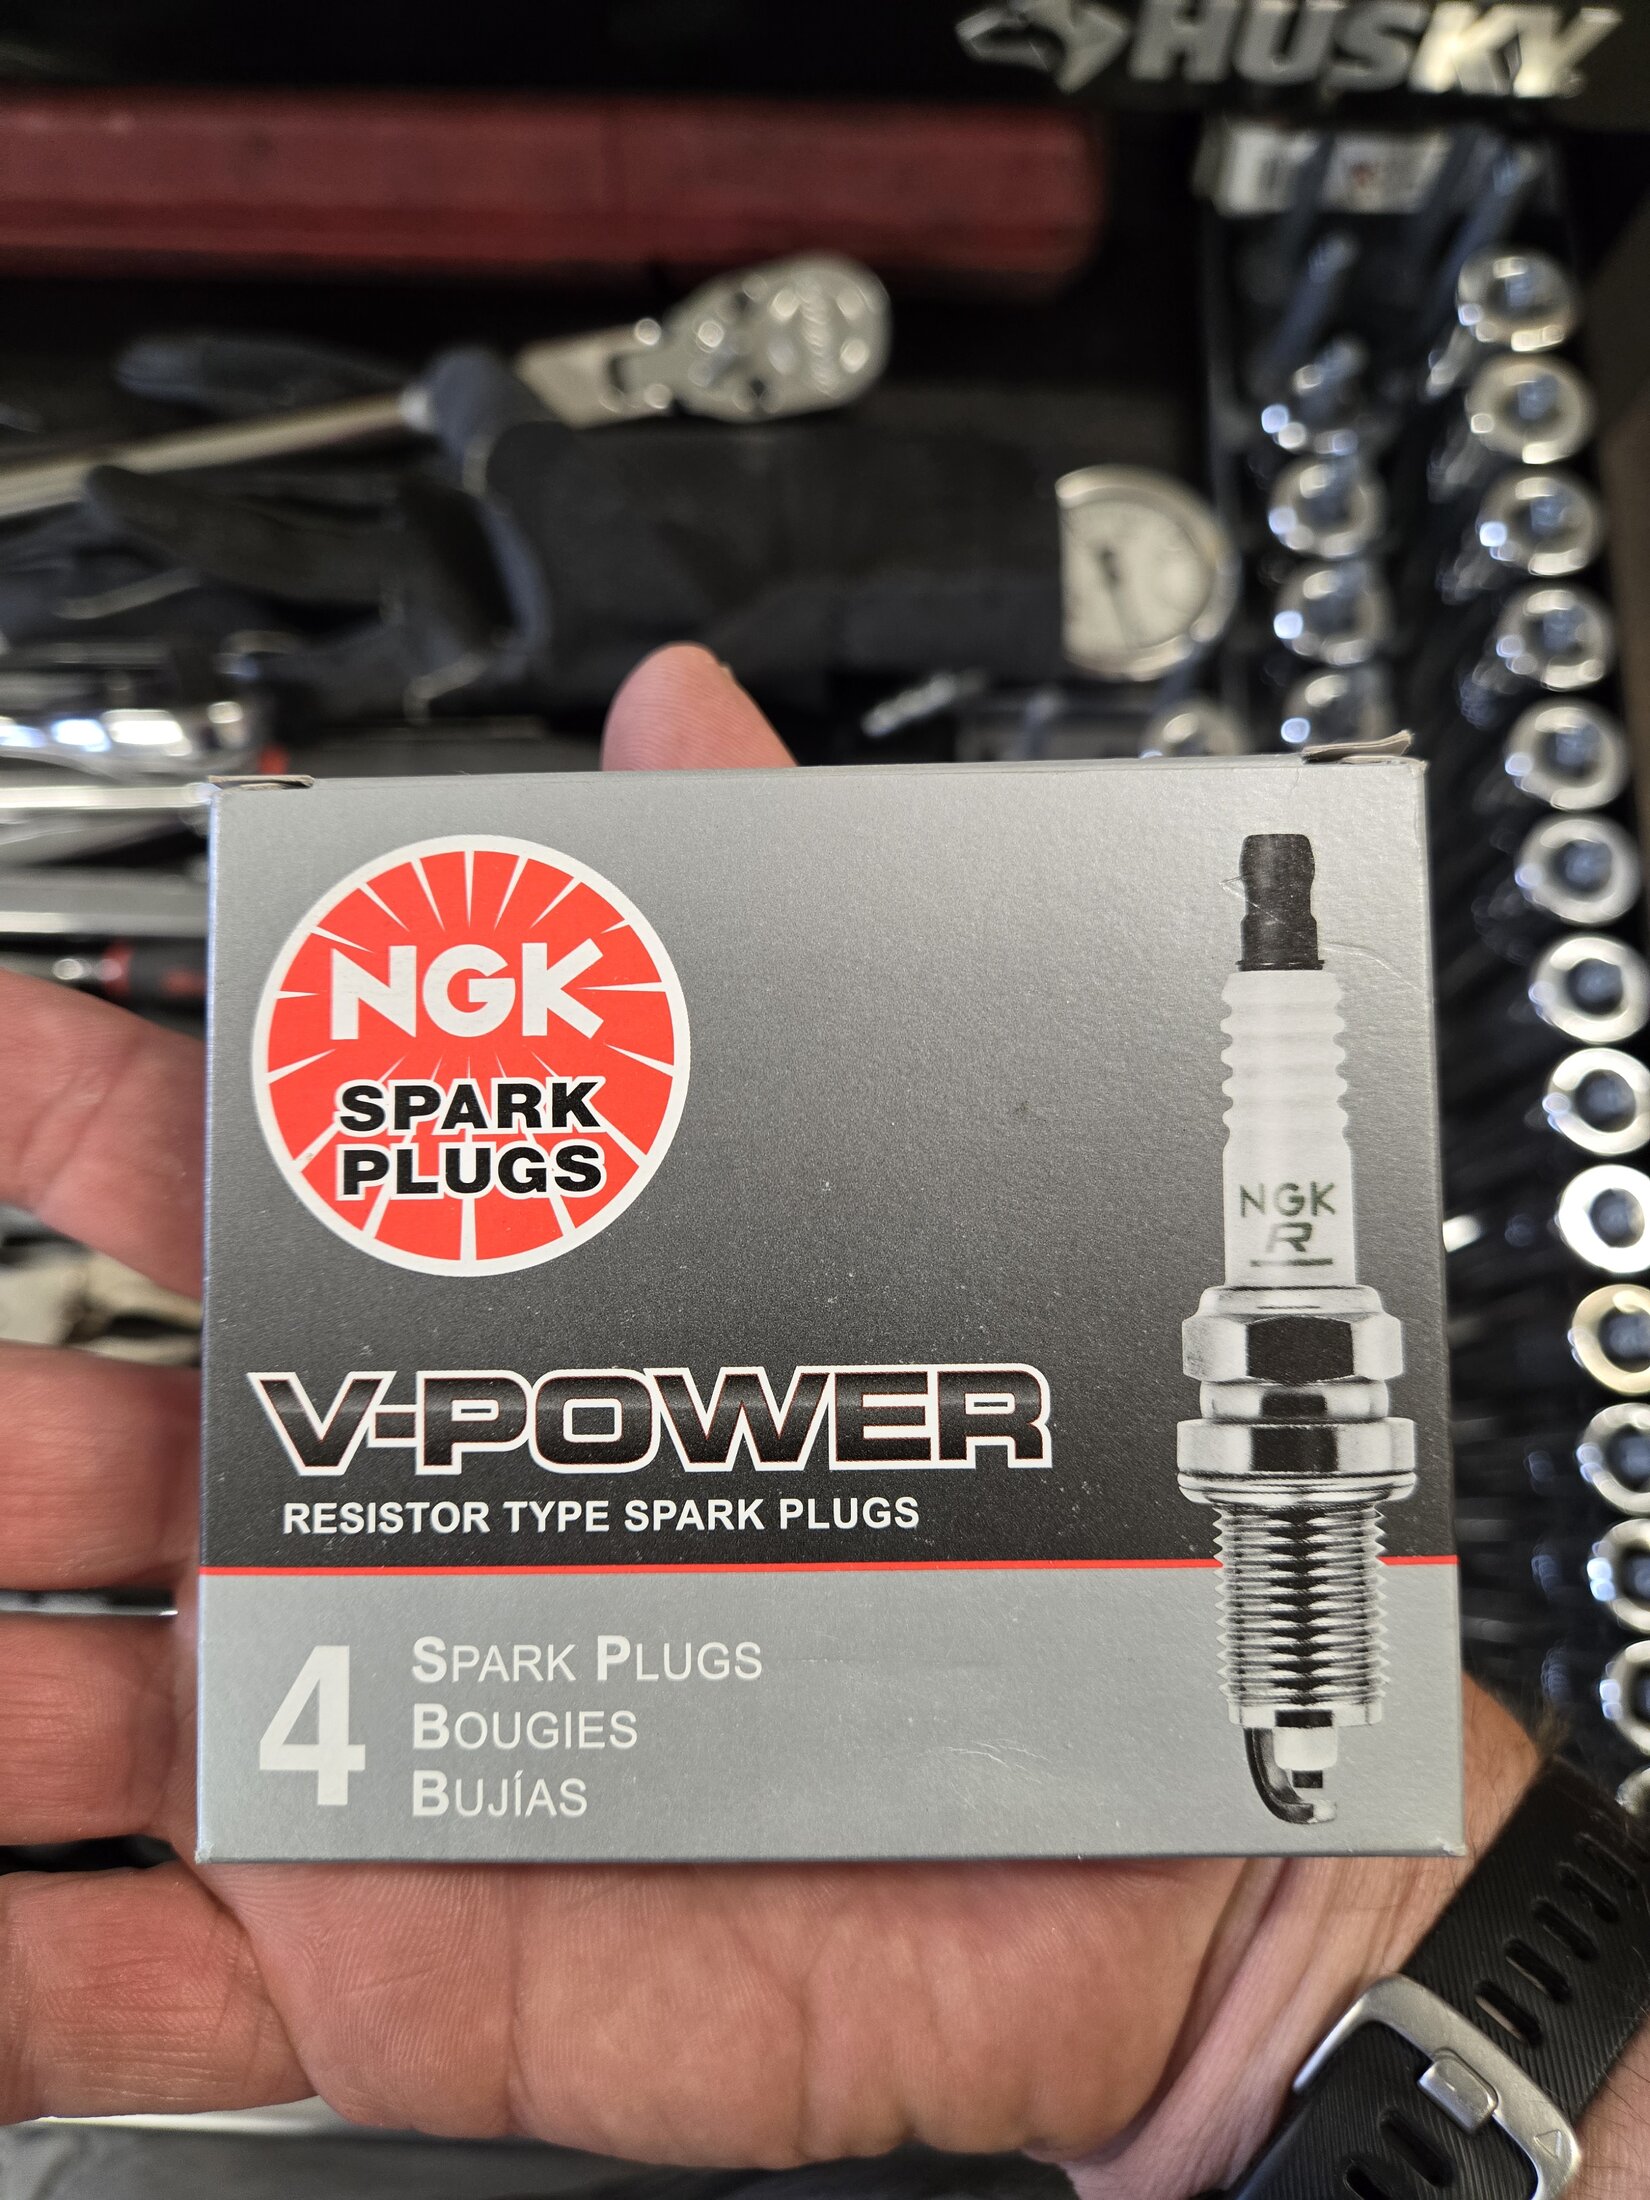 HUSKY
NGK
SPARK
PLUGS
NGK
R
V-POWER
RESISTOR TYPE SPARK PLUGS
4
SPARK PLUGS
BOUGIES
BUJÍAS